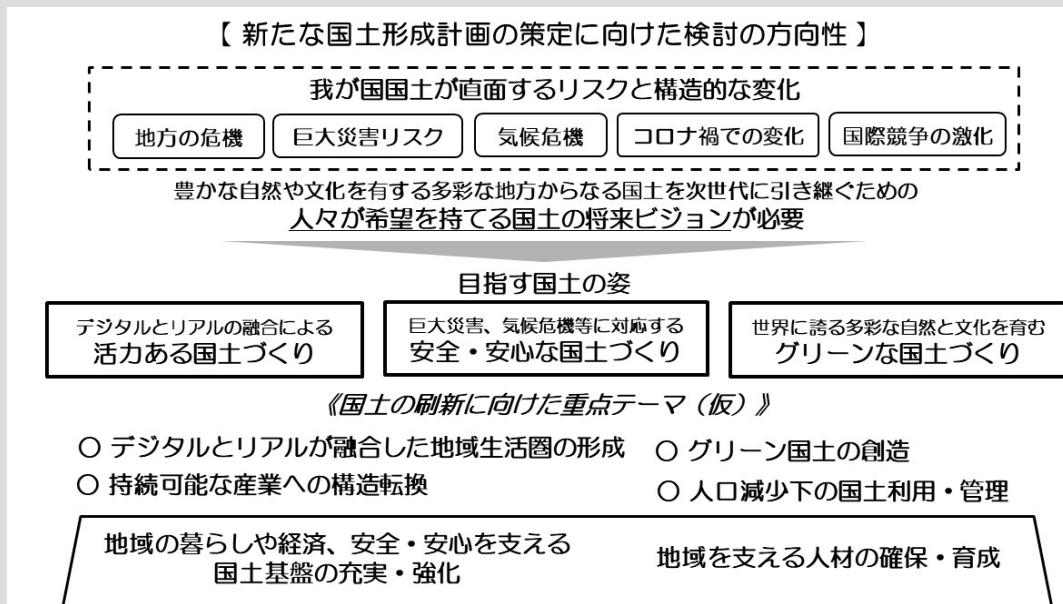 【 新たな国土形成計画の策定に向けた検討の方向性 】
我が国国土が直面するリスクと構造的な変化
地方の危機
巨大災害リスク
気候危機
コロナ禍での変化
国際競争の激化
豊かな自然や文化を有する多彩な地方からなる国土を次世代に引き継ぐための
人々が希望を持てる国土の将来ビジョンが必要
目指す国土の姿
デジタルとリアルの融合による
活力ある国土づくり
巨大災害、気候危機等に対応する
安全・安心な国土づくり
世界に誇る多彩な自然と文化を育む
グリーンな国土づくり
《国土の刷新に向けた重点テーマ（仮）》
〇 デジタルとリアルが融合した地域生活圏の形成
〇 持続可能な産業への構造転換
〇 グリーン国土の創造
〇 人口減少下の国土利用・管理
地域の暮らしや経済、安全・安心を支える
国土基盤の充実・強化
地域を支える人材の確保・育成